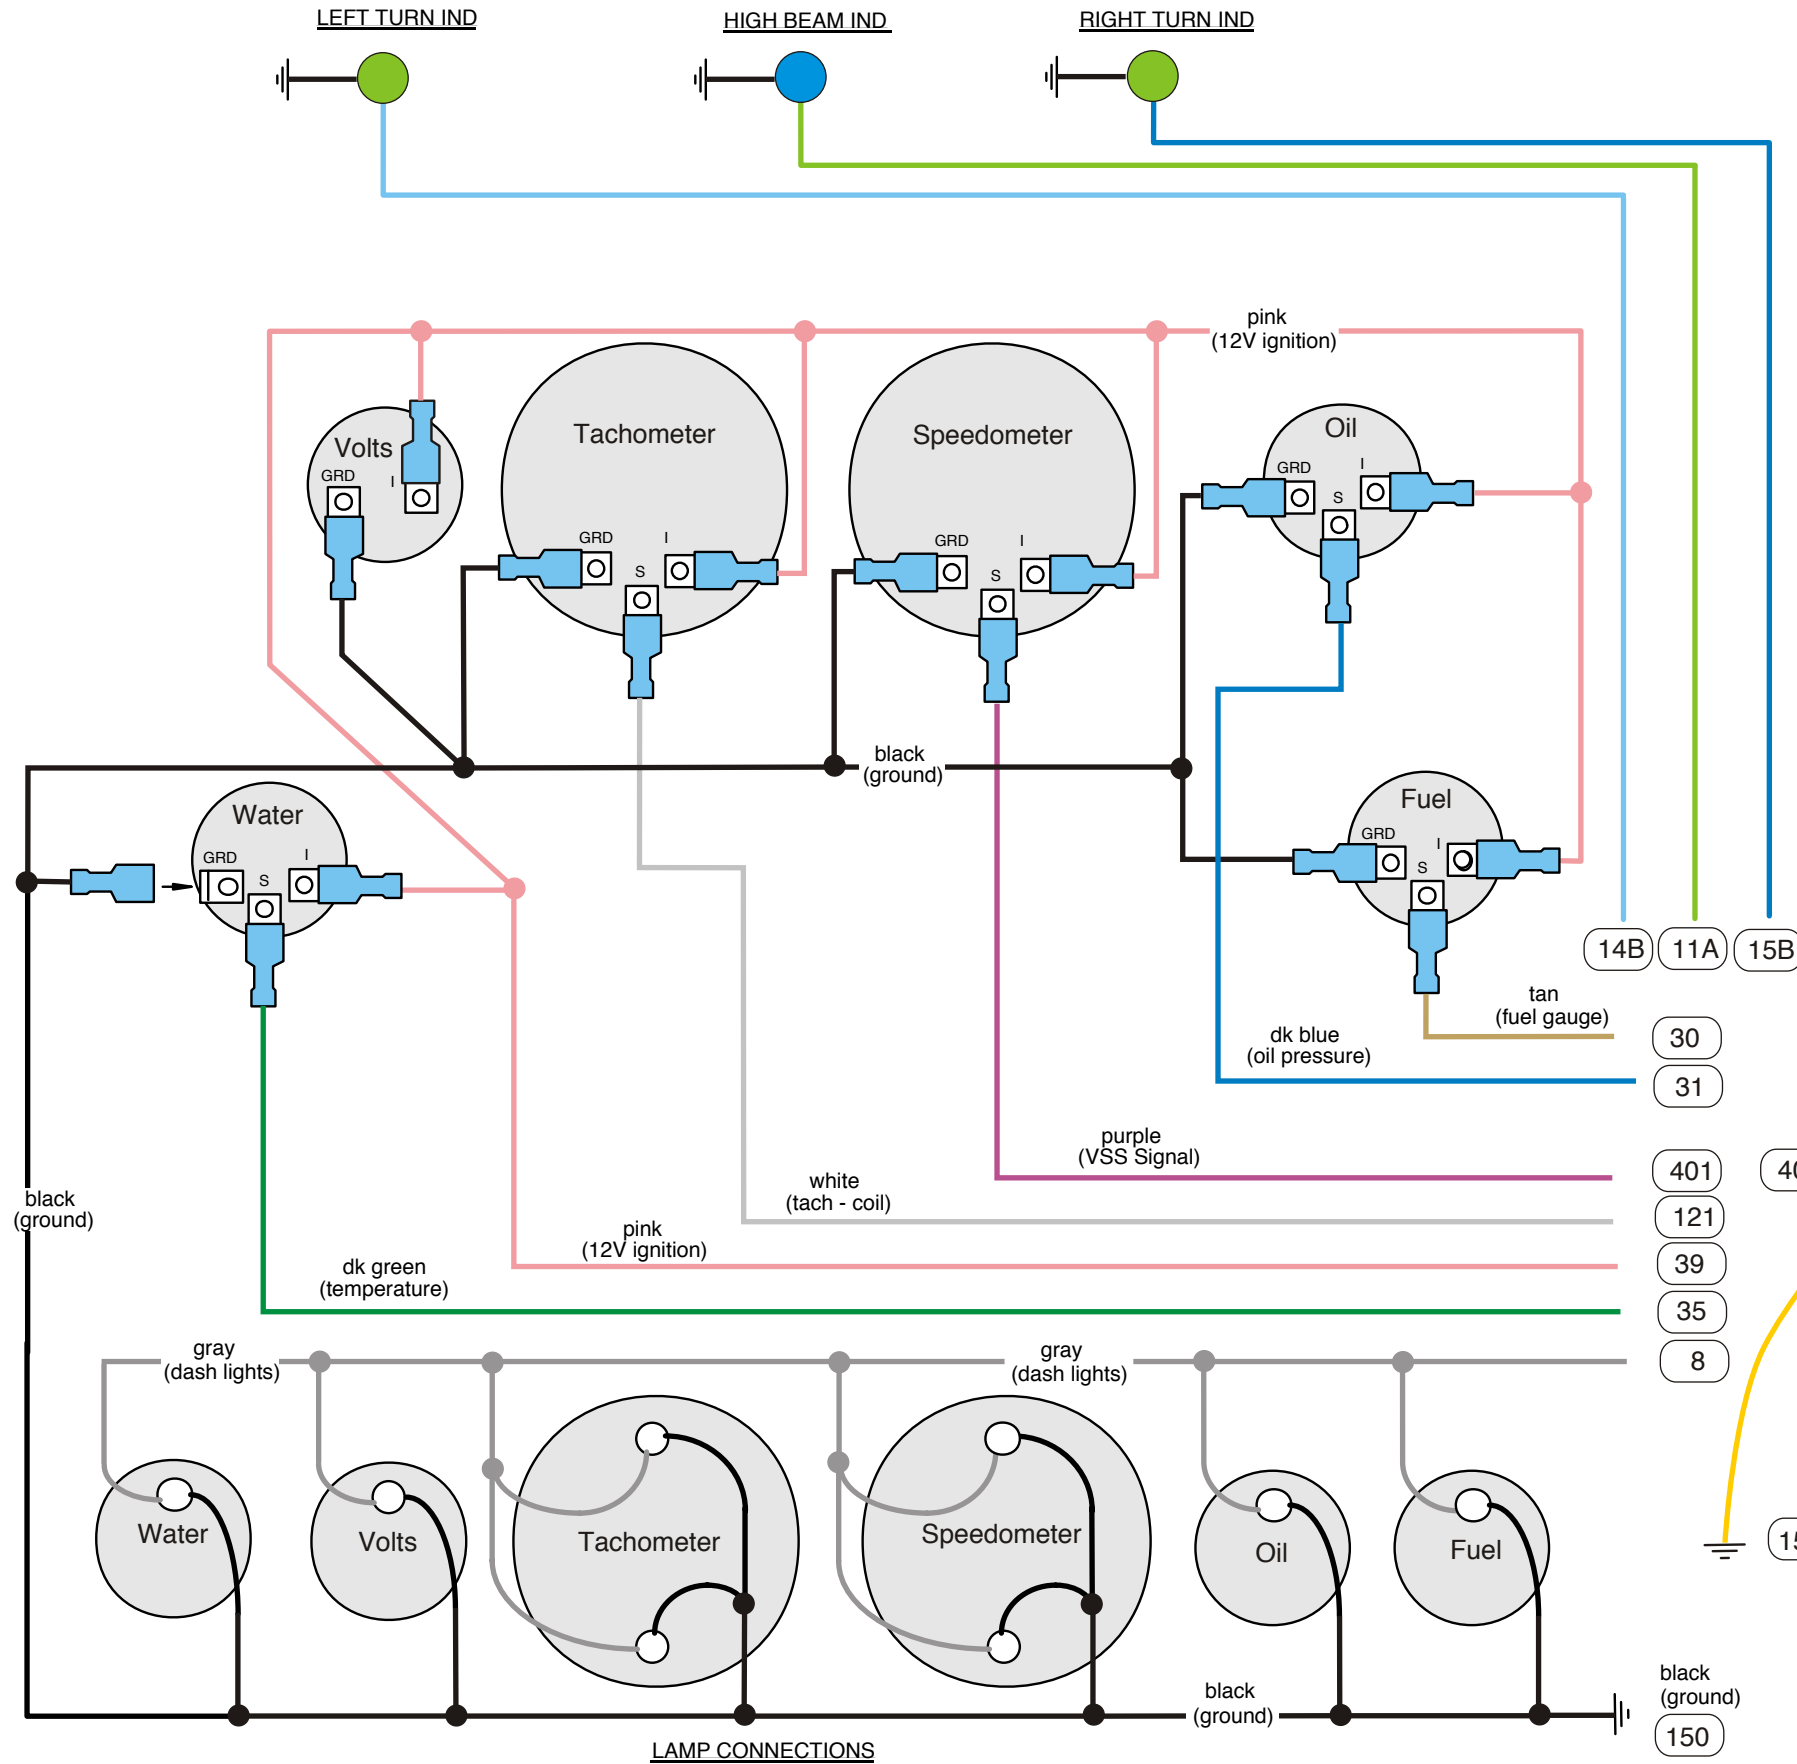 LEFT TURN IND
HIGH BEAM IND
RIGHT TURN IND
pink
(12V ignition)
Volts
GRD
I
Tachometer
GRD
I
S
Speedometer
GRD
I
S
Oil
GRD
I
S
black
(ground)
Water
GRD
I
S
Fuel
GRD
I
S
14B
11A
15B
tan
(fuel gauge)
30
dk blue
(oil pressure)
31
purple
(VSS Signal)
401
40
white
(tach - coil)
121
black
(ground)
pink
(12V ignition)
39
dk green
(temperature)
35
gray
(dash lights)
gray
(dash lights)
8
Water
Volts
Tachometer
Speedometer
Oil
Fuel
15
black
(ground)
black
(ground)
150
LAMP CONNECTIONS